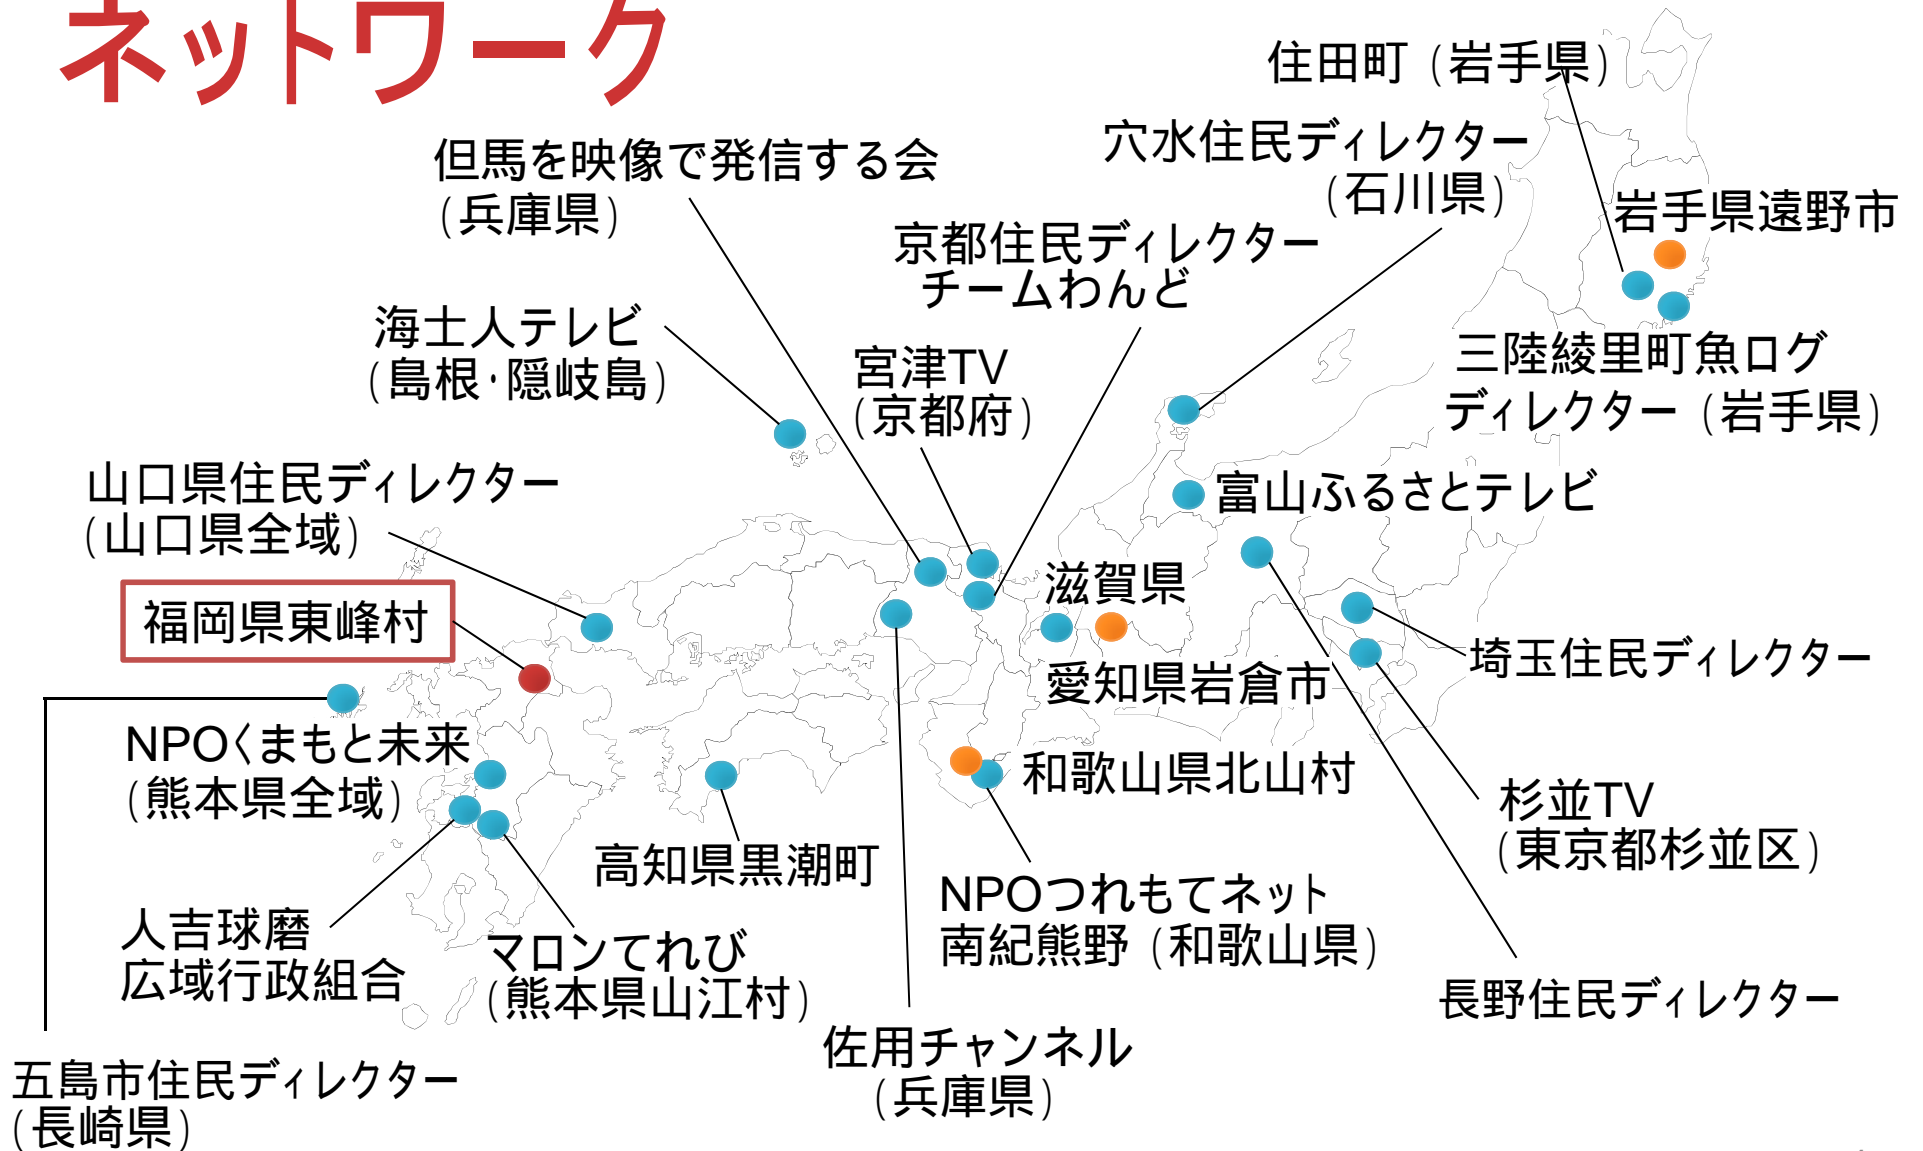 ネットワーク
住田町（岩手県）
穴水住民ディレクター
（石川県）
但馬を映像で発信する会
（兵庫県）
岩手県遠野市
京都住民ディレクター
チームわんど
海士人テレビ
（島根・隠岐島）
宮津TV
（京都府）
三陸綾里町魚ログ
ディレクター（岩手県）
山口県住民ディレクター
（山口県全域）
富山ふるさとテレビ
滋賀県
福岡県東峰村
埼玉住民ディレクター
愛知県岩倉市
NPOくまもと未来
（熊本県全域）
和歌山県北山村
杉並TV
（東京都杉並区）
高知県黒潮町
NPOつれもてネット
南紀熊野（和歌山県）
人吉球磨
広域行政組合
マロンてれび
（熊本県山江村）
長野住民ディレクター
佐用チャンネル
（兵庫県）
五島市住民ディレクター
（長崎県）